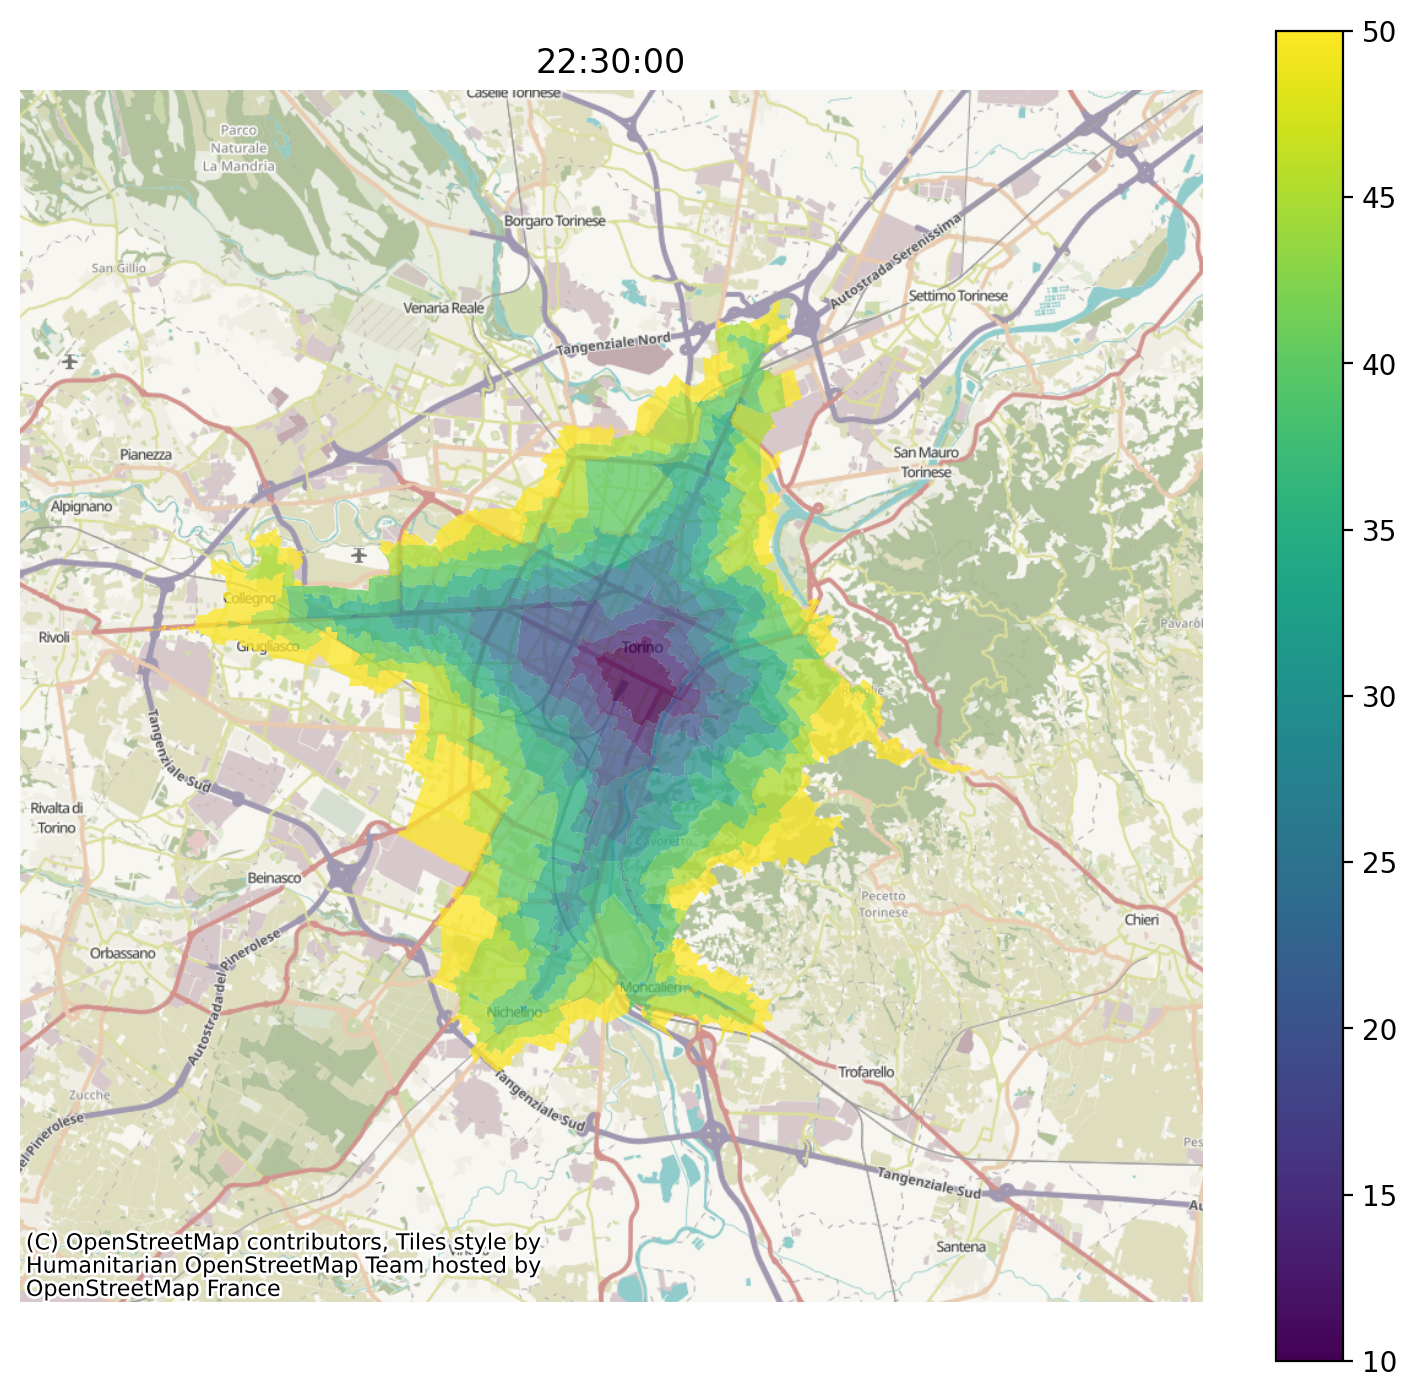 22:30:00
50
45
40
35
30
25
20
15
10
Caselle Torinese
Parco
Naturale
La Mandria
Borgaro Torinese
San Gillio
Venaria Reale
Autostrada Serenissima
Settimo Torinese
Tangenziale Nord
Pianezza
San Mauro
Torinese
Alpignano
Collegno
Rivoli
Grugliasco
Torino
Pavarol
Tangenziale Sud
Rivalta di
Torino
Cavoretto
Beinasco
Pecetto
Torinese
Chieri
Orbassano
Autostrada del Pinerolese
Moncalieri
Nichelino
Trofarello
Zucche
Tangenziale Sud
el Pinerolese
Pes
Tangenziale Sud
Au
Santena
(C) OpenStreetMap contributors, Tiles style by
Humanitarian OpenStreetMap Team hosted by
OpenStreetMap France